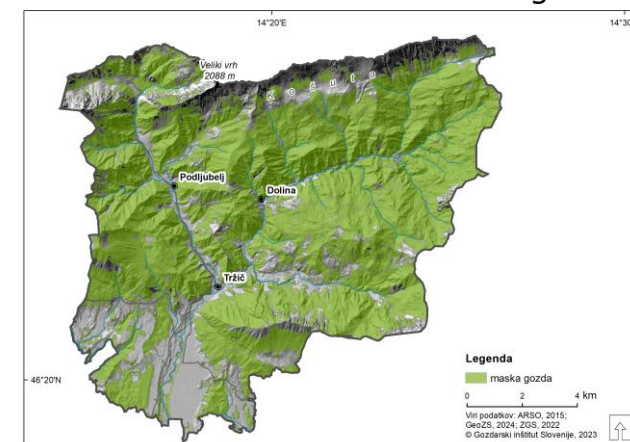 14°20'E
14°30
Veliki vrh
2088 m
Košuta
Podljubelj
Dolina
Tržič
46°20'N
Legenda
maska gozda
0 2 4 km
Viri podatkov: ARSO, 2015;
GeoZS, 2024; ZGS, 2022
© Gozdarski inštitut Slovenije, 2023